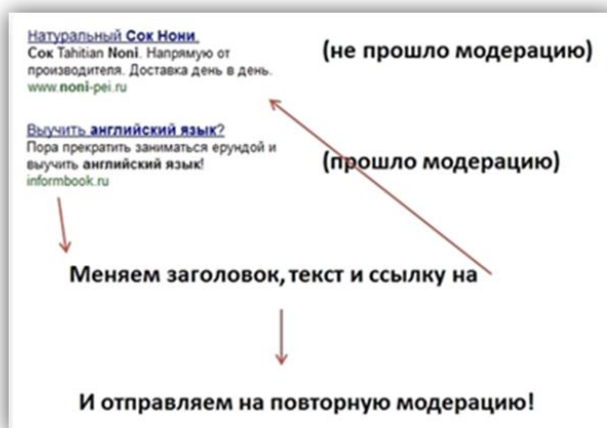 Натуральный Сок Нони.
Сок Tahitian Noni. Напрямую от
производителя. Доставка день в день.
www.noni-pei.ru
(не прошло модерацию)
Выучить английский язык?
Пора прекратить заниматься ерундой и
выучить английский язык!
informbook.ru
(прошло модерацию)
Меняем заголовок, текст и ссылку на
И отправляем на повторную модерацию!